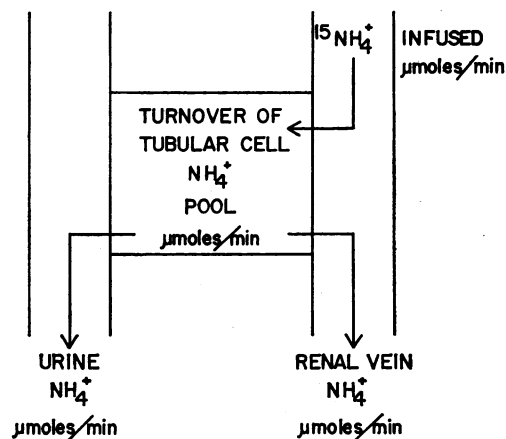 ¹⁵NH₄⁺ INFUSED
μmoles/min
TURNOVER OF
TUBULAR CELL
NH₄⁺
POOL
μmoles/min
URINE
NH₄⁺
μmoles/min
RENAL VEIN
NH₄⁺
μmoles/min